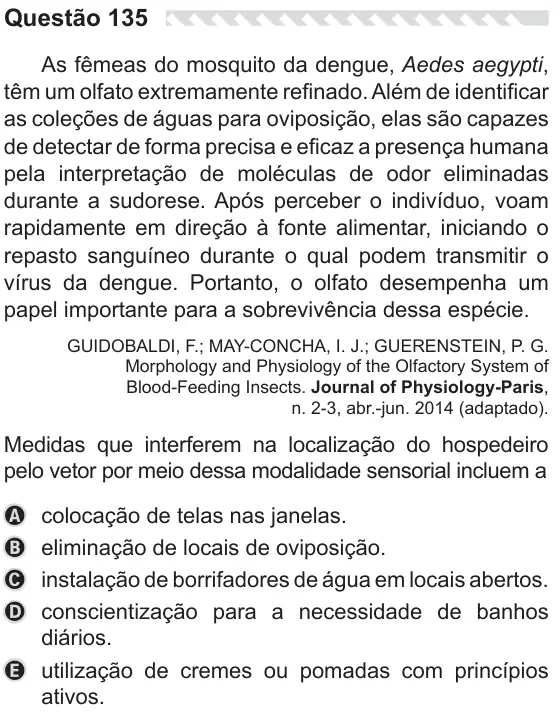 Questão 135
As fêmeas do mosquito da dengue, Aedes aegypti,
têm um olfato extremamente refinado. Além de identificar
as coleções de águas para oviposição, elas são capazes
de detectar de forma precisa e eficaz a presença humana
pela interpretação de moléculas de odor eliminadas
durante a sudorese. Após perceber o indivíduo, voam
rapidamente em direção à fonte alimentar, iniciando o
repasto sanguíneo durante o qual podem transmitir o
vírus da dengue. Portanto, o olfato desempenha um
papel importante para a sobrevivência dessa espécie.
GUIDOBALDI, F.; MAY-CONCHA, I. J.; GUERENSTEIN, P. G.
Morphology and Physiology of the Olfactory System of
Blood-Feeding Insects. Journal of Physiology-Paris,
n. 2-3, abr.-jun. 2014 (adaptado).
Medidas que interferem na localização do hospedeiro
pelo vetor por meio dessa modalidade sensorial incluem a
A colocação de telas nas janelas.
B eliminação de locais de oviposição.
C instalação de borrifadores de água em locais abertos.
D conscientização para a necessidade de banhos
diários.
E utilização de cremes ou pomadas com princípios
ativos.